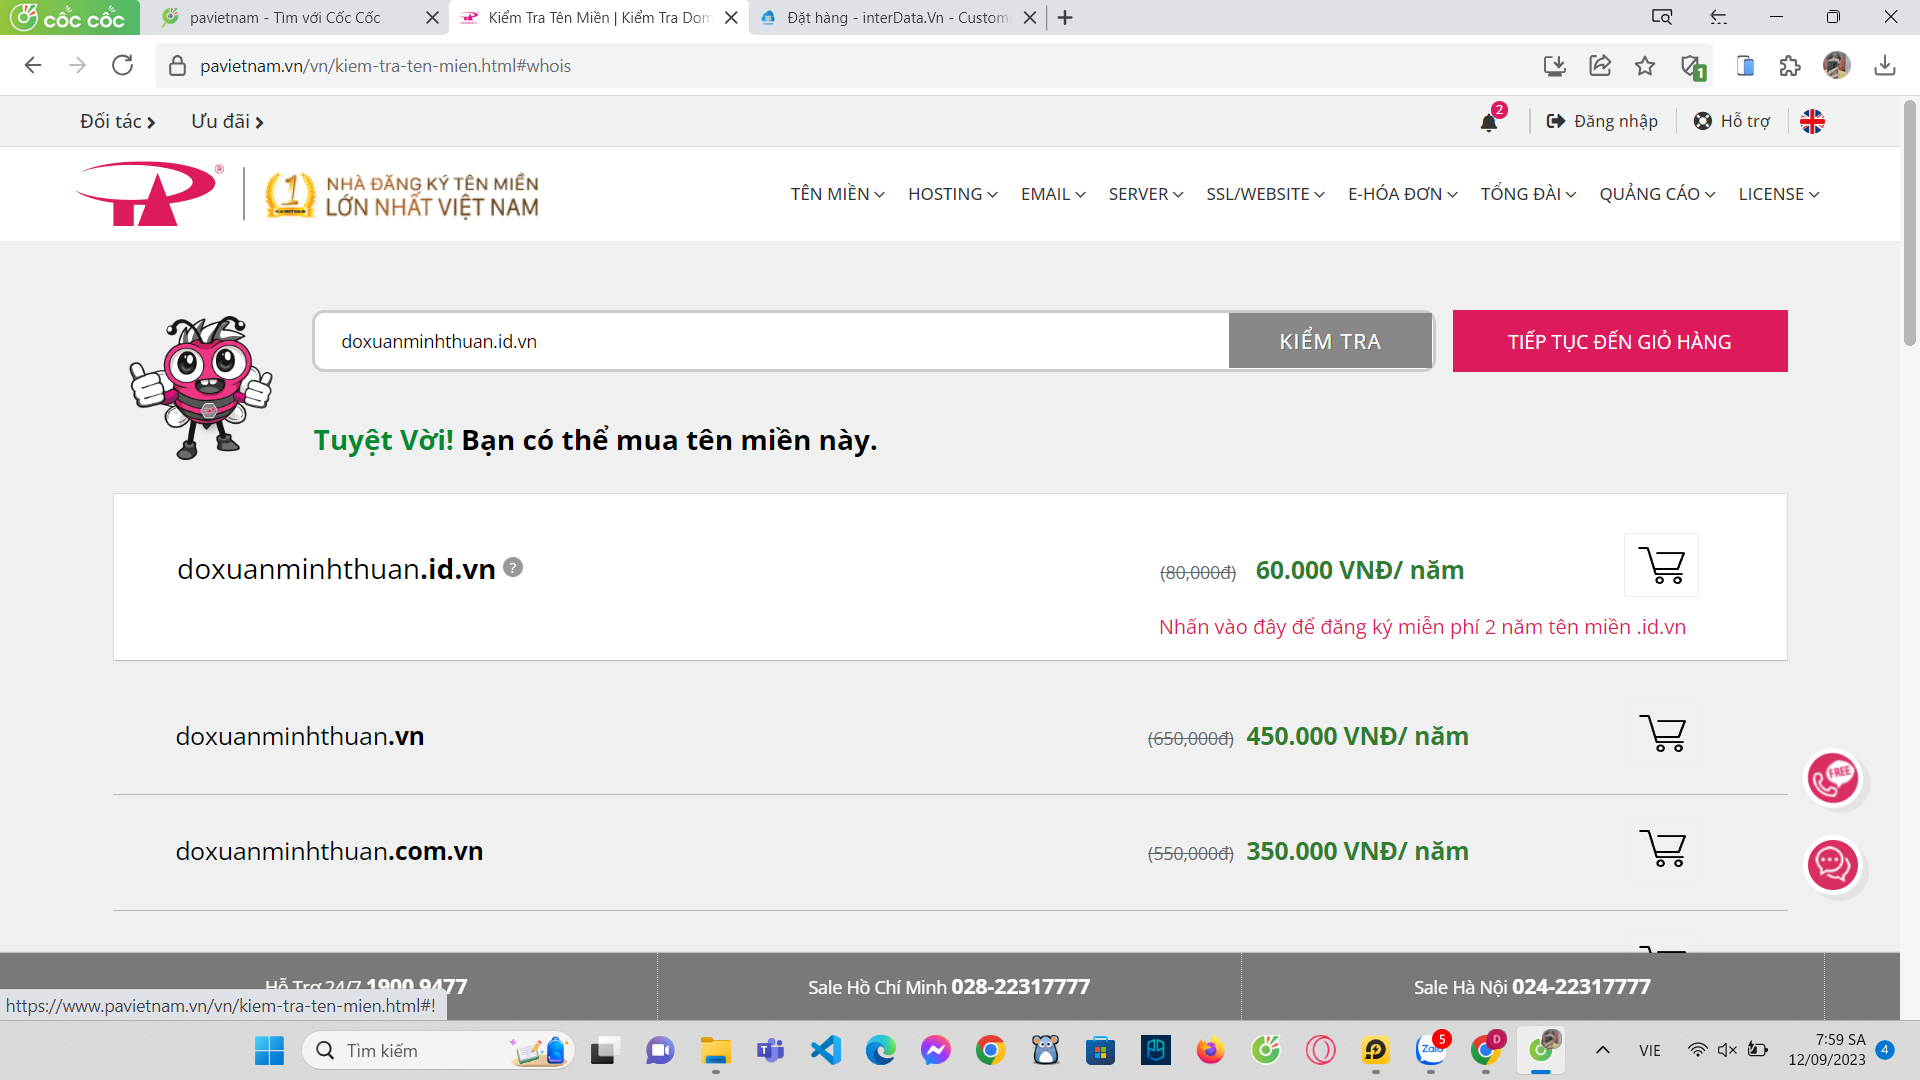 cốc cốc
pavietnam - Tìm với Cốc Cốc
Kiểm Tra Tên Miền | Kiểm Tra Dom
Đặt hàng - interData.Vn - Custom
pavietnam.vn/vn/kiem-tra-ten-mien.html#whois
1
Đối tác
Ưu đãi
2
Đăng nhập
Hỗ trợ
PA ®
1
NHÀ ĐĂNG KÝ TÊN MIỀN
LỚN NHẤT VIỆT NAM
TÊN MIỀN
HOSTING
EMAIL
SERVER
SSL/WEBSITE
E-HÓA ĐƠN
TỔNG ĐÀI
QUẢNG CÁO
LICENSE
doxuanminhthuan.id.vn
KIỂM TRA
TIẾP TỤC ĐẾN GIỎ HÀNG
Tuyệt Vời! Bạn có thể mua tên miền này.
doxuanminhthuan.id.vn ?
(80,000đ) 60.000 VNĐ/ năm
Nhấn vào đây để đăng ký miễn phí 2 năm tên miền .id.vn
doxuanminhthuan.vn
(650,000đ) 450.000 VNĐ/ năm
FREE
doxuanminhthuan.com.vn
(550,000đ) 350.000 VNĐ/ năm
Hỗ Trợ 24/7 1900 9477
Sale Hồ Chí Minh 028-22317777
Sale Hà Nội 024-22317777
https://www.pavietnam.vn/vn/kiem-tra-ten-mien.html#!
Tìm kiếm
Zalo
5
D
VIE
7:59 SA
12/09/2023
4